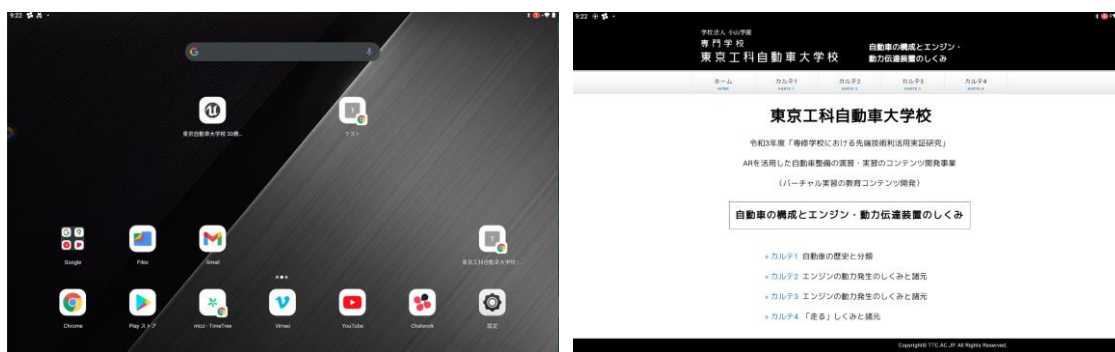 9:22
G
東京自動車大学校 3D教...
T
テスト
Google
Files
Gmail
T
東京工科自動車大学校 |...
Chrome
Play ストア
mizz - TimeTree
Vimeo
YouTube
Chatwork
設定
9:22
学校法人 小山学園
専門学校
東京工科自動車大学校
自動車の構成とエンジン・
動力伝達装置のしくみ
ホーム
HOME
カルテ1
KARTE 1
カルテ2
KARTE 2
カルテ3
KARTE 3
カルテ4
KARTE 4
東京工科自動車大学校
令和3年度「専修学校における先端技術利活用実証研究」
ARを活用した自動車整備の演習・実習のコンテンツ開発事業
(バーチャル実習の教育コンテンツ開発)
自動車の構成とエンジン・動力伝達装置のしくみ
» カルテ1 自動車の歴史と分類
» カルテ2 エンジンの動力発生のしくみと諸元
» カルテ3 エンジンの動力発生のしくみと諸元
» カルテ4 「走る」しくみと諸元
Copyright© TTC.AC.JP. All Rights Reserved.